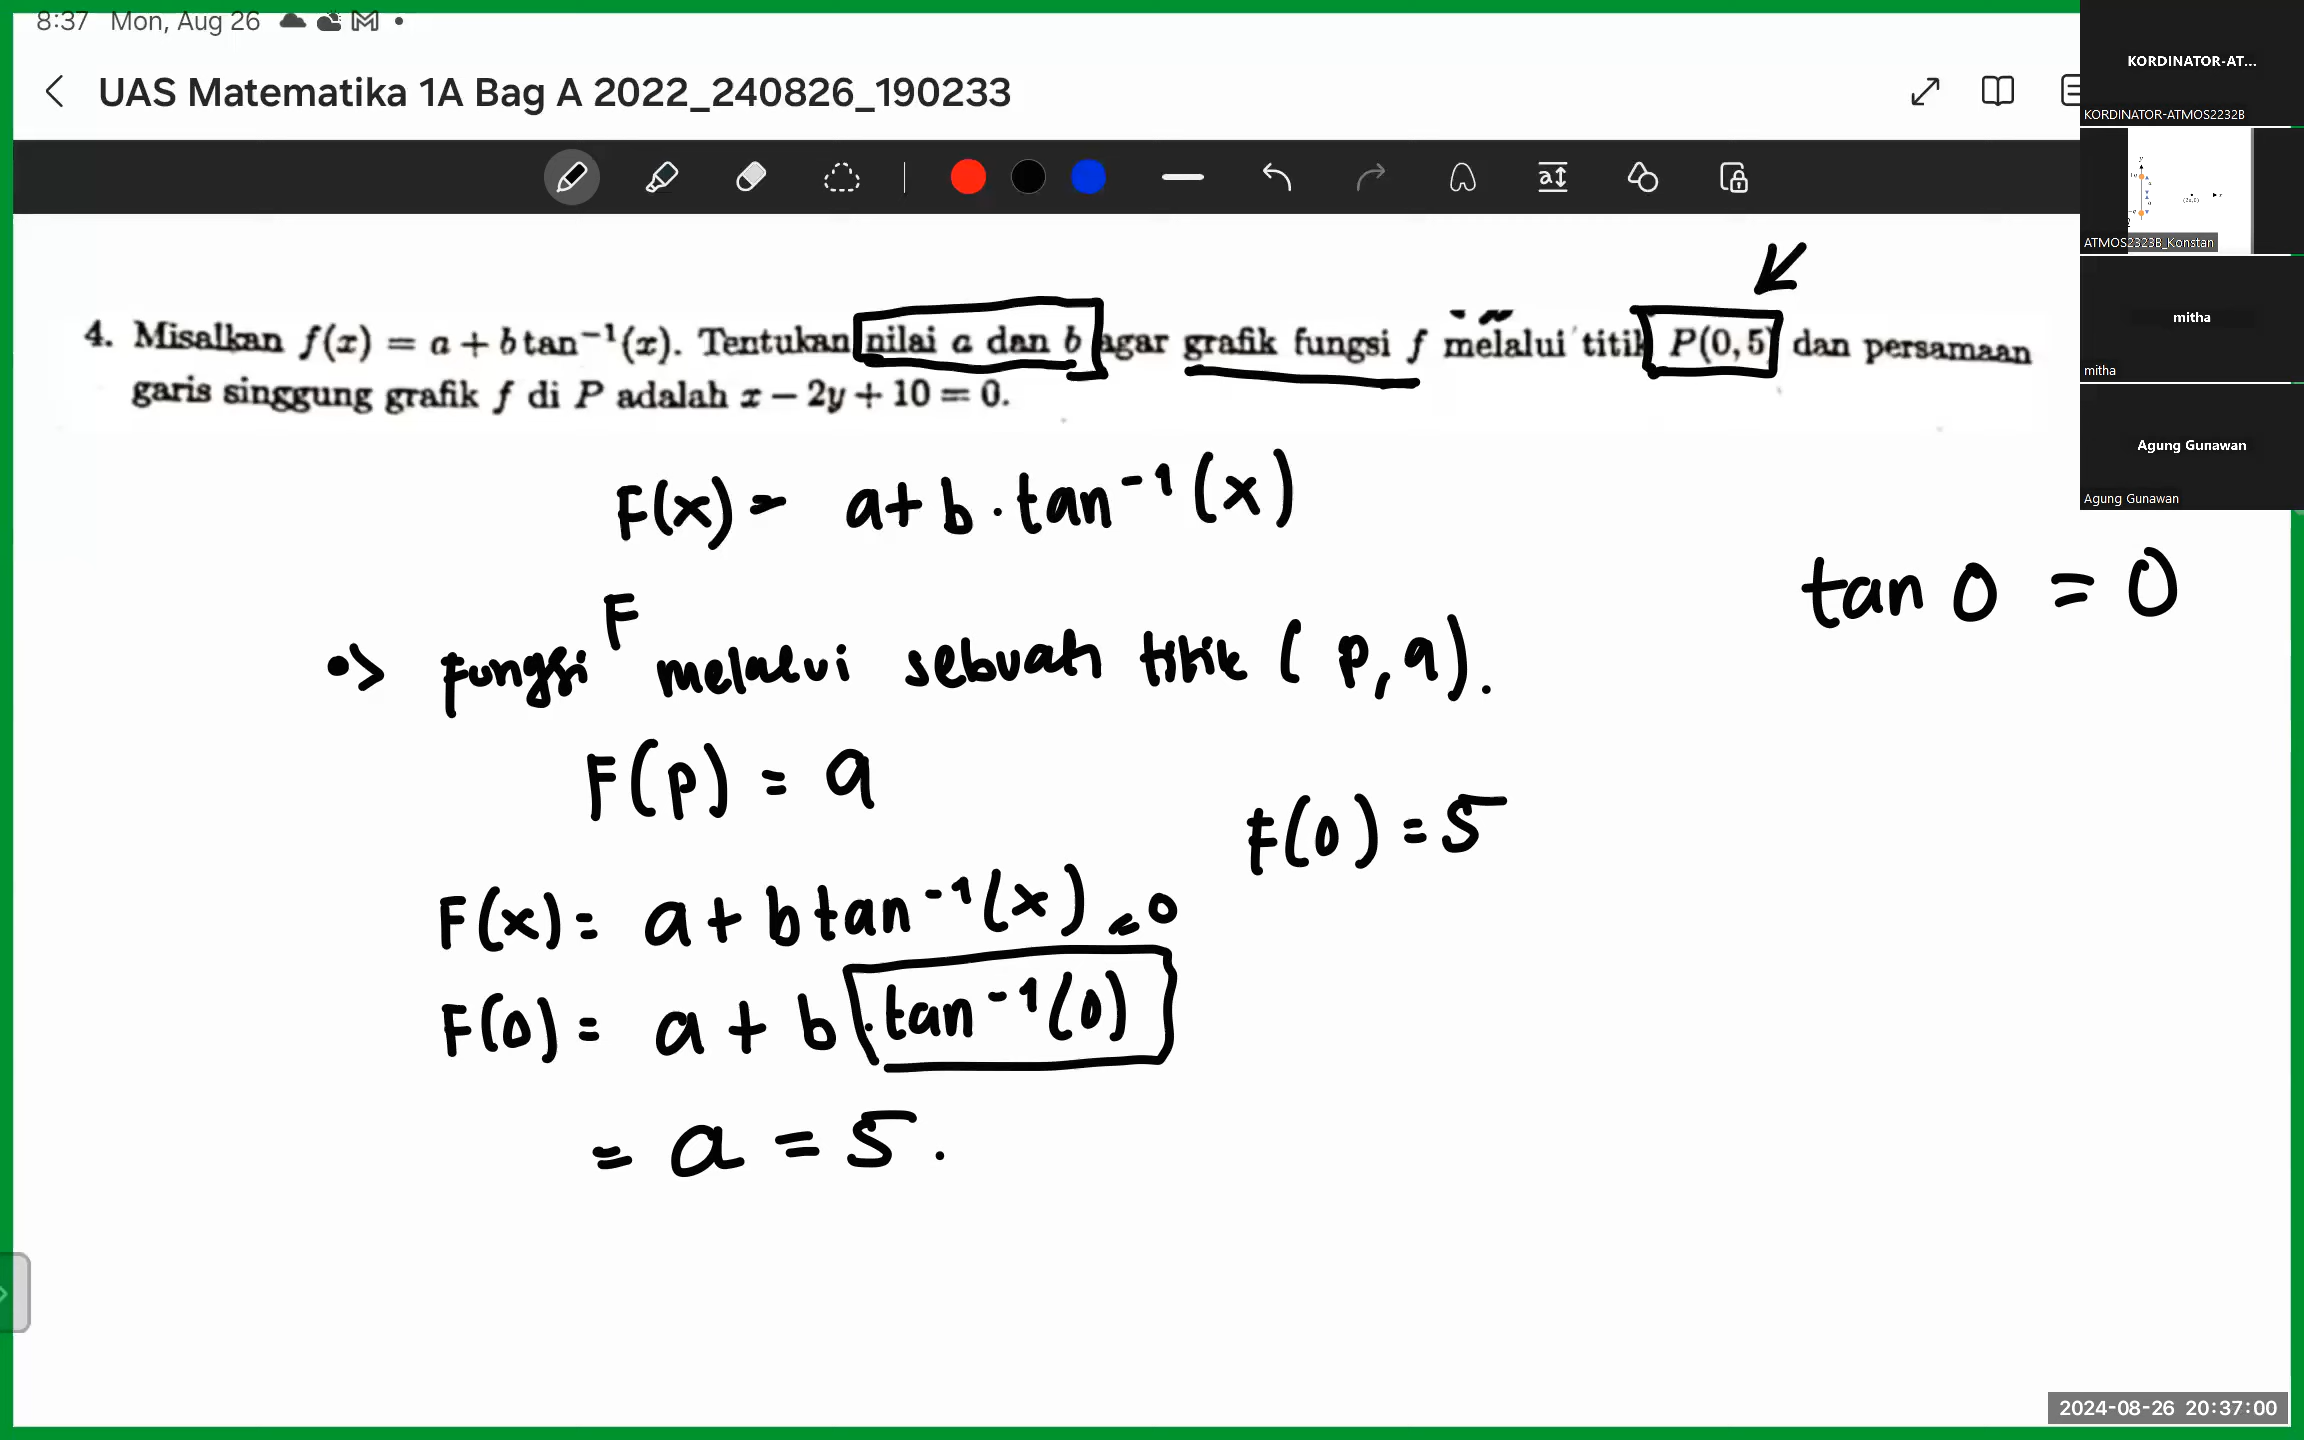 8:37 Mon, Aug 26
UAS Matematika 1A Bag A 2022_240826_190233
KORDINATOR-AT...
KORDINATOR-ATMOS2232B
ATMOS2323B_Konstan
mitha
mitha
Agung Gunawan
Agung Gunawan
4. Misalkan f(x) = a + b tan⁻¹(x). Tentukan nilai a dan b agar grafik fungsi f melalui titik P(0, 5) dan persamaan
garis singgung grafik f di P adalah x − 2y + 10 = 0.
F(x) = a + b · tan⁻¹(x)
tan 0 = 0
•> fungsi F melalui sebuah titik (p, q).
F(p) = q
F(0) = 5
F(x) = a + b tan⁻¹(x)
= 0
F(0) = a + b · tan⁻¹(0)
= a = 5.
2024-08-26 20:37:00